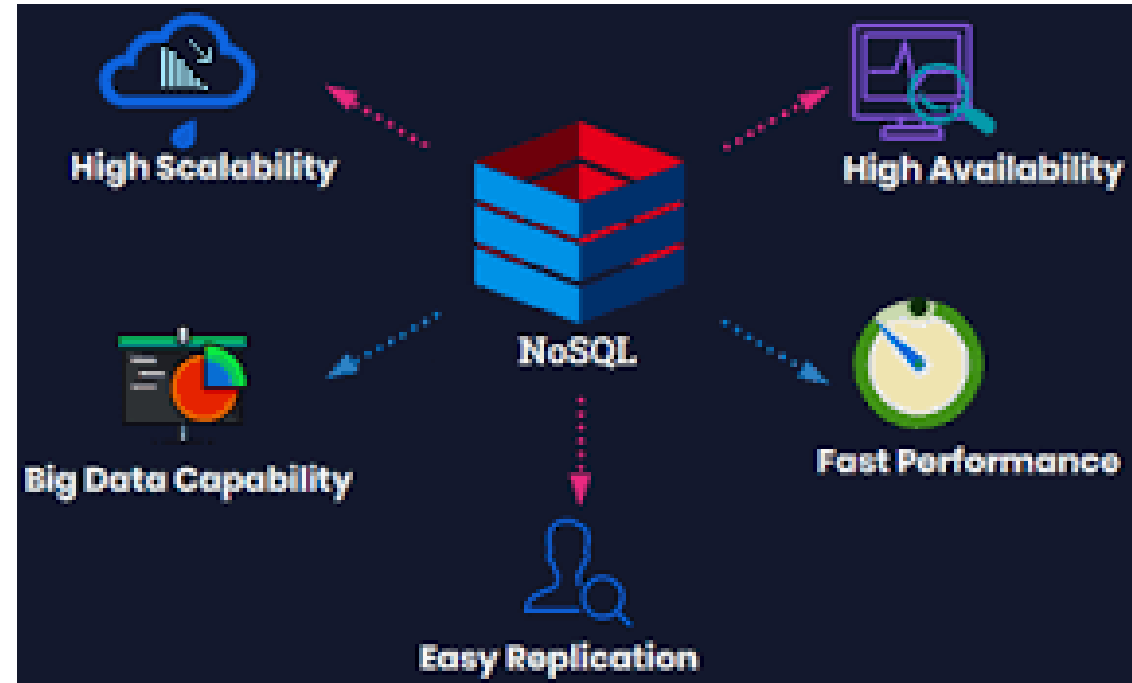 High Scalability
High Availability
NoSQL
Big Data Capability
Fast Performance
Easy Replication